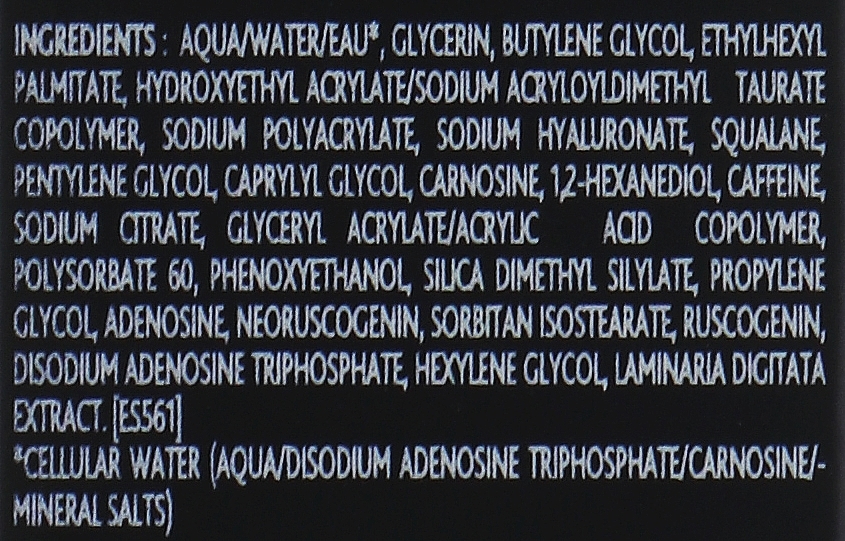 INGREDIENTS : AQUA/WATER/EAU*, GLYCERIN, BUTYLENE GLYCOL, ETHYLHEXYL
PALMITATE, HYDROXYETHYL ACRYLATE/SODIUM ACRYLOYLDIMETHYL TAURATE
COPOLYMER, SODIUM POLYACRYLATE, SODIUM HYALURONATE, SQUALANE,
PENTYLENE GLYCOL, CAPRYLYL GLYCOL, CARNOSINE, 1,2-HEXANEDIOL, CAFFEINE,
SODIUM CITRATE, GLYCERYL ACRYLATE/ACRYLIC ACID COPOLYMER,
POLYSORBATE 60, PHENOXYETHANOL, SILICA DIMETHYL SILYLATE, PROPYLENE
GLYCOL, ADENOSINE, NEORUSCOGENIN, SORBITAN ISOSTEARATE, RUSCOGENIN,
DISODIUM ADENOSINE TRIPHOSPHATE, HEXYLENE GLYCOL, LAMINARIA DIGITATA
EXTRACT. [ES561]
*CELLULAR WATER (AQUA/DISODIUM ADENOSINE TRIPHOSPHATE/CARNOSINE/-
MINERAL SALTS)